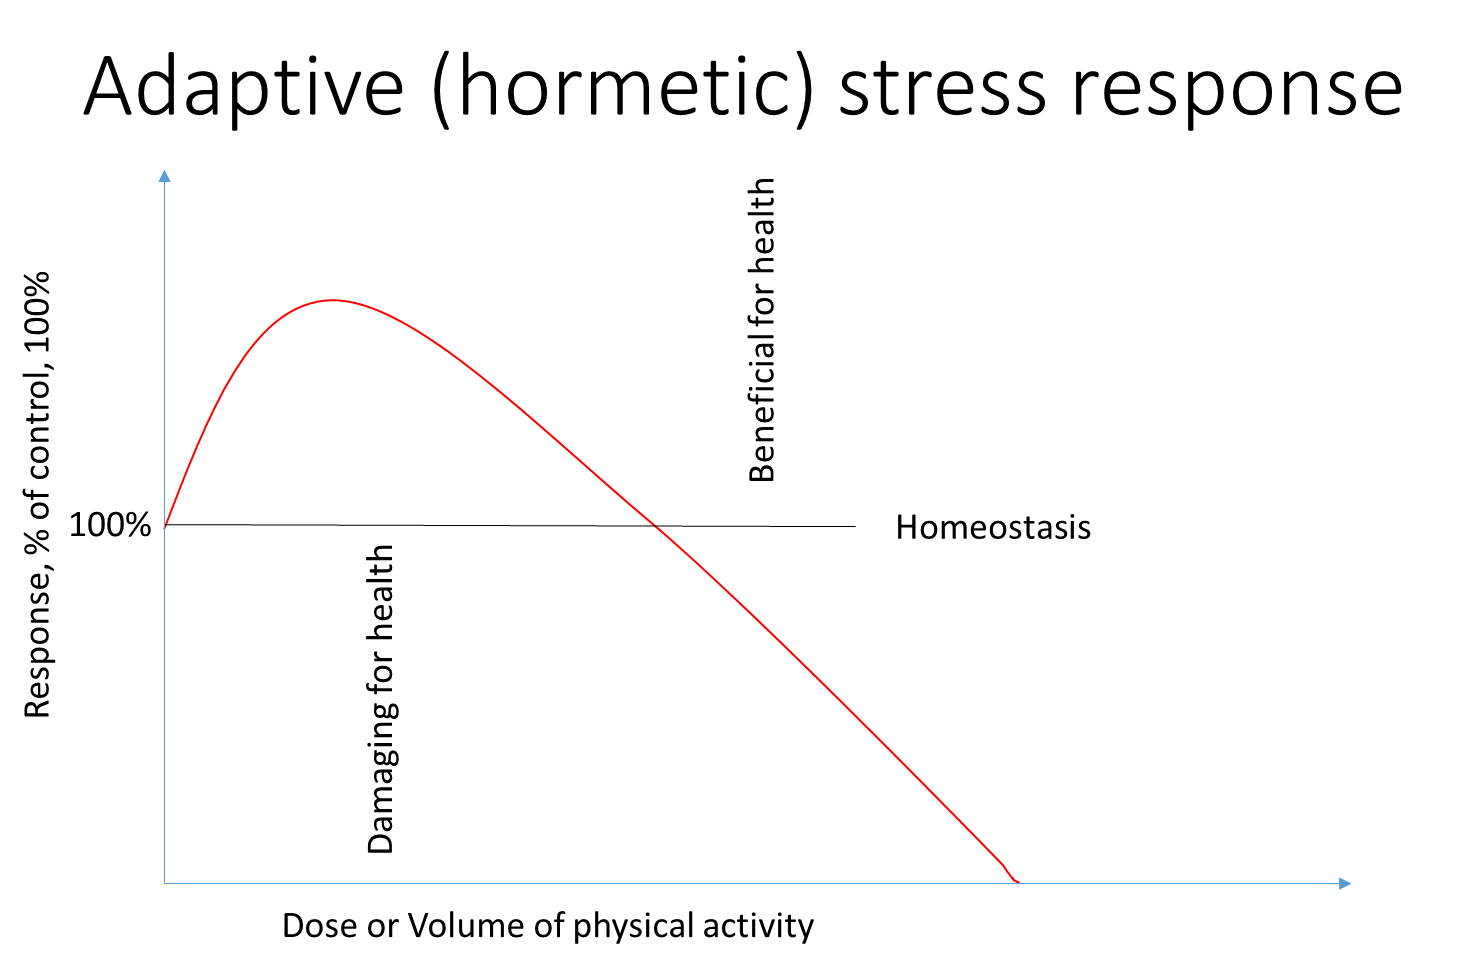 Adaptive (hormetic) stress response
Response, % of control, 100%
Beneficial for health
100%
Homeostasis
Damaging for health
Dose or Volume of physical activity